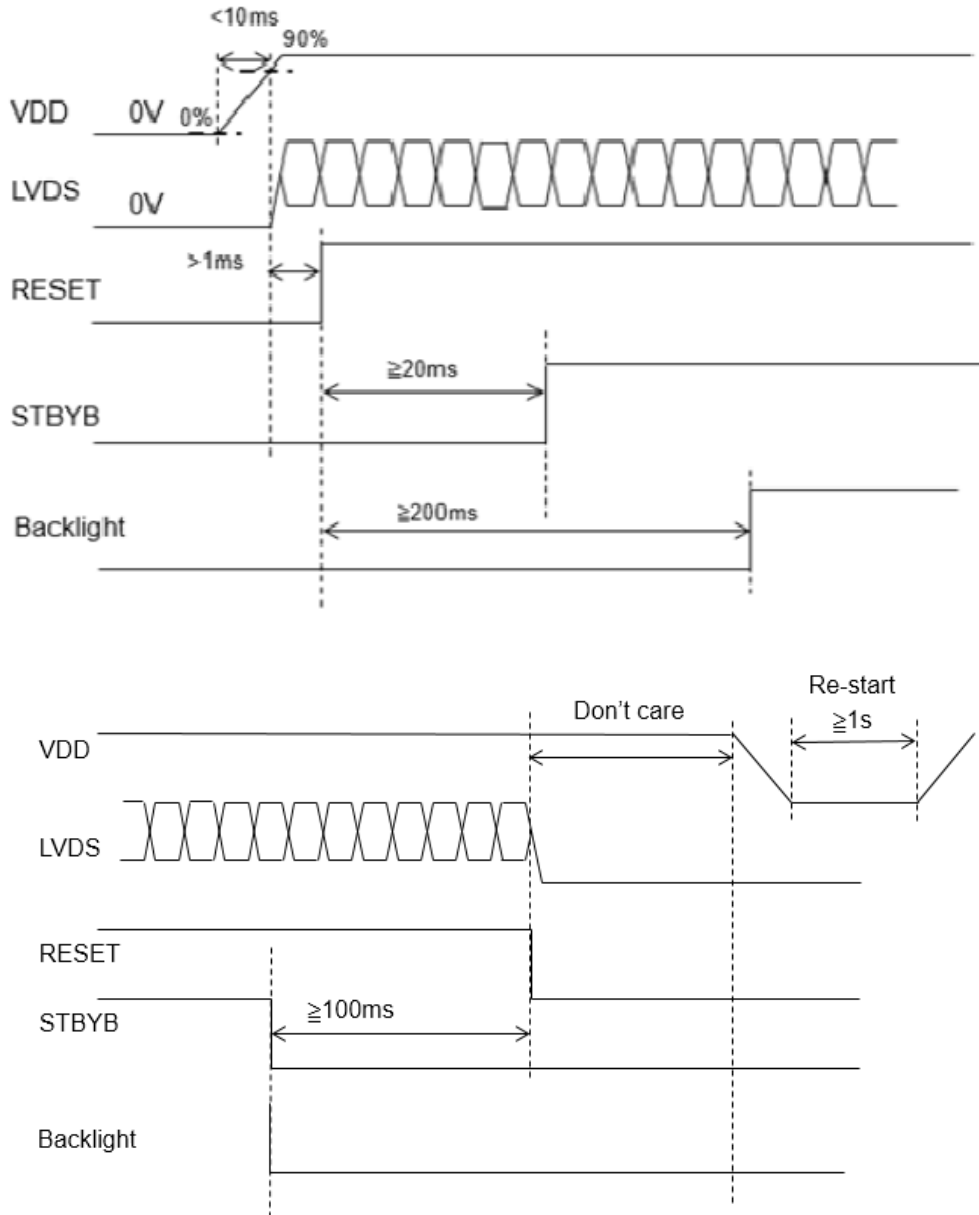 <10ms
90%
VDD 0V 0%
LVDS 0V
>1ms
RESET
≧20ms
STBYB
≧200ms
Backlight
Re-start
Don't care
≧1s
VDD
LVDS
RESET
≧100ms
STBYB
Backlight